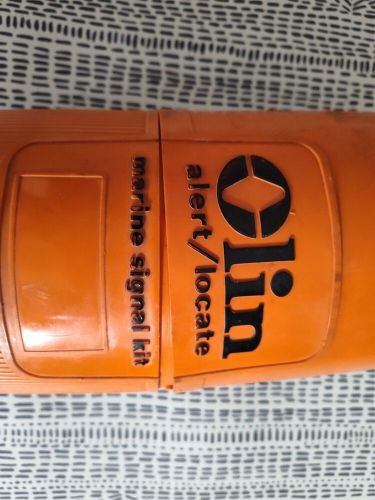 Olin
alert/locate
marine signal kit